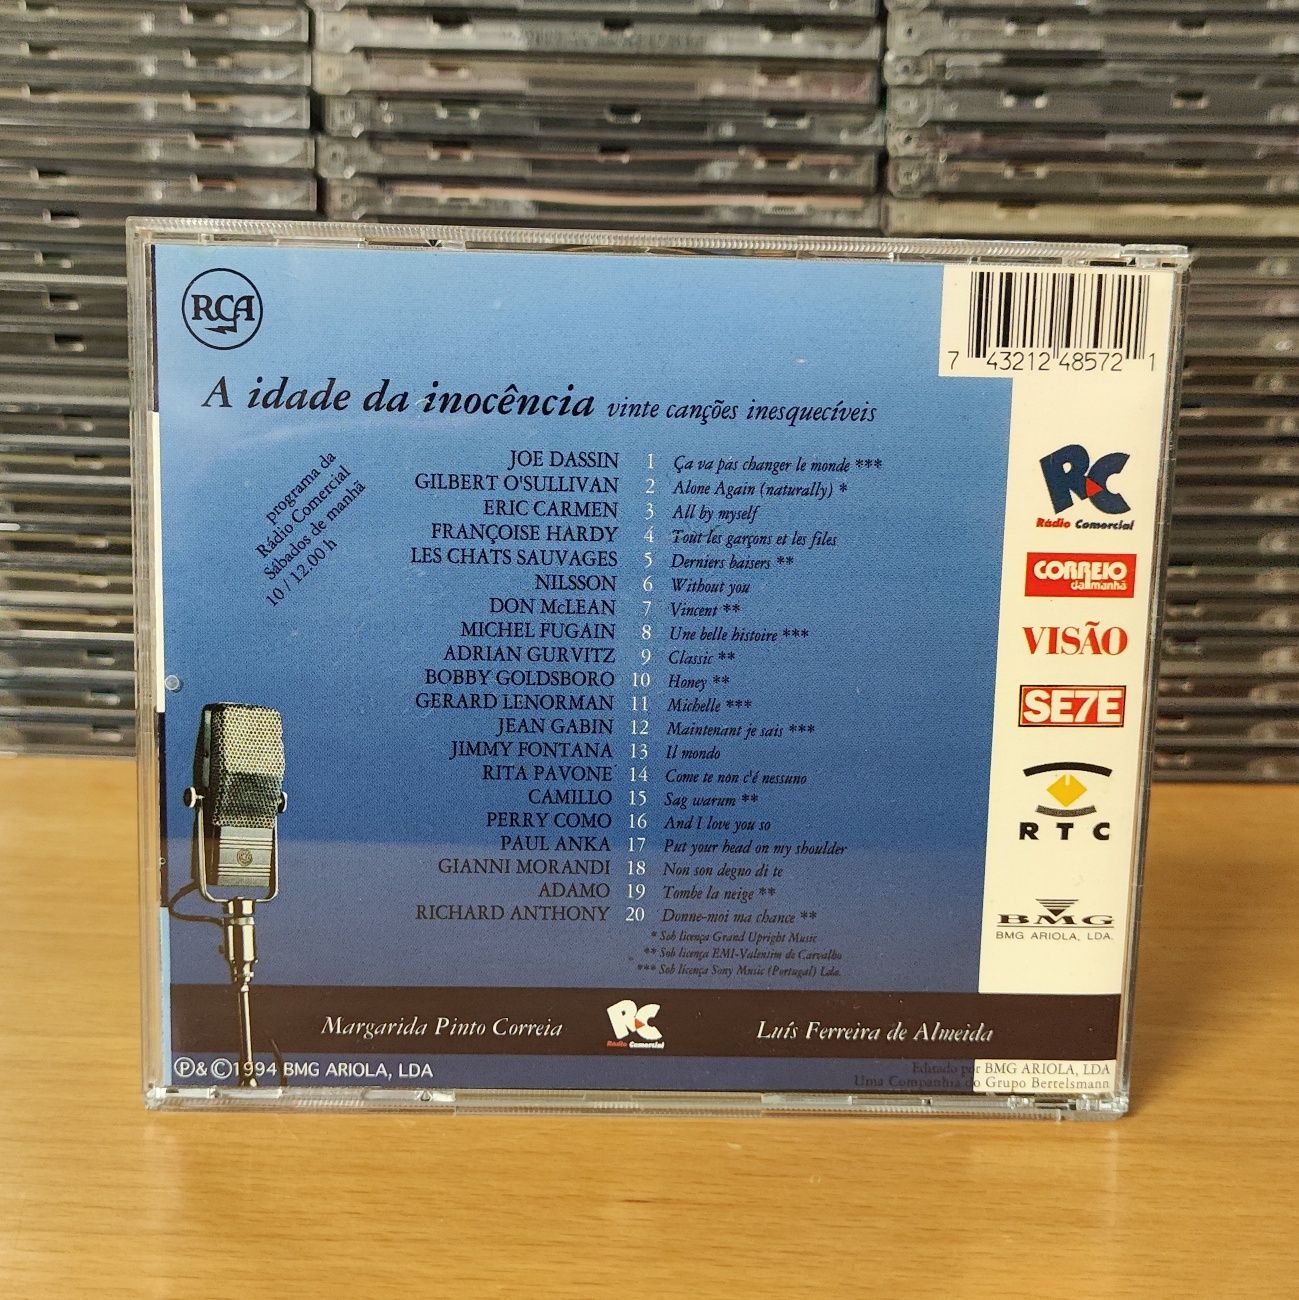 RCA
7 43212 48572 1
A idade da inocência vinte canções inesquecíveis
programa da
Rádio Comercial
Sábados de manhã
10 / 12.00 h
JOE DASSIN 1 Ça va pas changer le monde ***
GILBERT O'SULLIVAN 2 Alone Again (naturally) *
ERIC CARMEN 3 All by myself
FRANÇOISE HARDY 4 Tout les garçons et les filles
LES CHATS SAUVAGES 5 Derniers baisers **
NILSSON 6 Without you
DON McLEAN 7 Vincent **
MICHEL FUGAIN 8 Une belle histoire ***
ADRIAN GURVITZ 9 Classic **
BOBBY GOLDSBORO 10 Honey **
GERARD LENORMAN 11 Michelle ***
JEAN GABIN 12 Maintenant je sais ***
JIMMY FONTANA 13 Il mondo
RITA PAVONE 14 Come te non c'é nessuno
CAMILLO 15 Sag warum **
PERRY COMO 16 And I love you so
PAUL ANKA 17 Put your head on my shoulder
GIANNI MORANDI 18 Non son degno di te
ADAMO 19 Tombe la neige **
RICHARD ANTHONY 20 Donne-moi ma chance **
* Sob licença Grand Upright Music
** Sob licença EMI-Valentim de Carvalho
*** Sob licença Sony Music (Portugal) Lda.
RC
Rádio Comercial
CORREIO
da manhã
VISÃO
SE7E
RTC
BMG
BMG ARIOLA, LDA.
Margarida Pinto Correia
RC
Rádio Comercial
Luís Ferreira de Almeida
℗&©1994 BMG ARIOLA, LDA
Editado por BMG ARIOLA, LDA
Uma Companhia do Grupo Bertelsmann